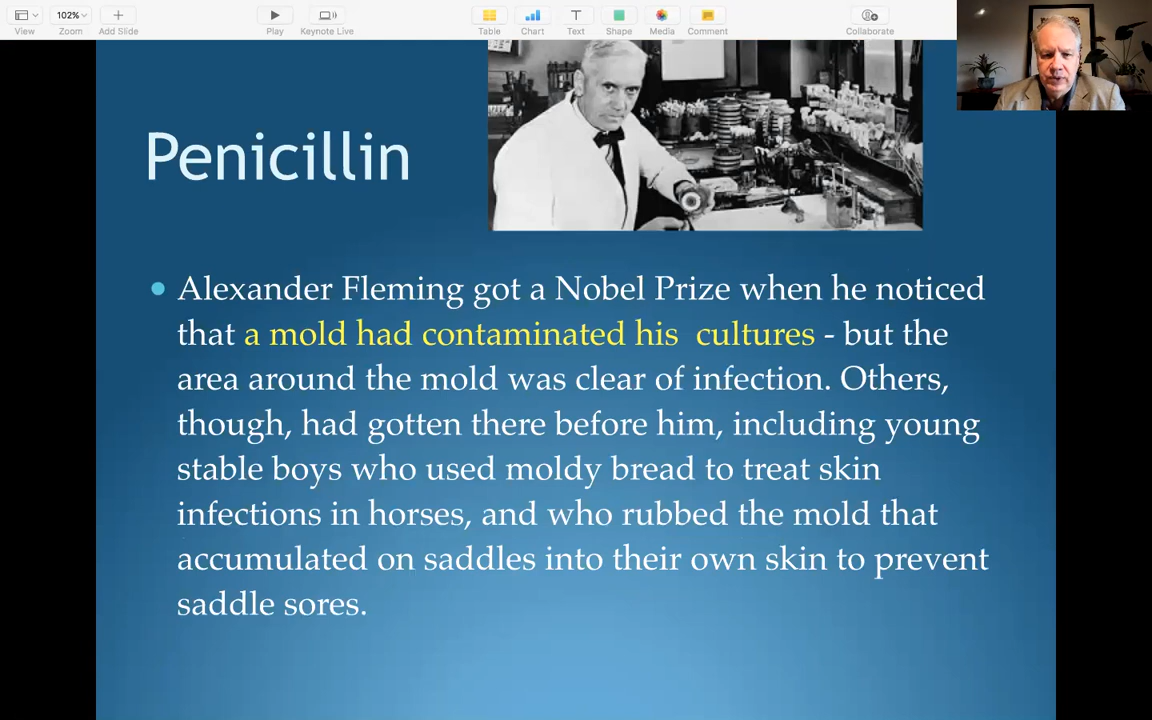 102%
View
Zoom
Add Slide
Play
Keynote Live
Table
Chart
Text
Shape
Media
Comment
Collaborate
Penicillin
Alexander Fleming got a Nobel Prize when he noticed
that a mold had contaminated his  cultures - but the
area around the mold was clear of infection. Others,
though, had gotten there before him, including young
stable boys who used moldy bread to treat skin
infections in horses, and who rubbed the mold that
accumulated on saddles into their own skin to prevent
saddle sores.